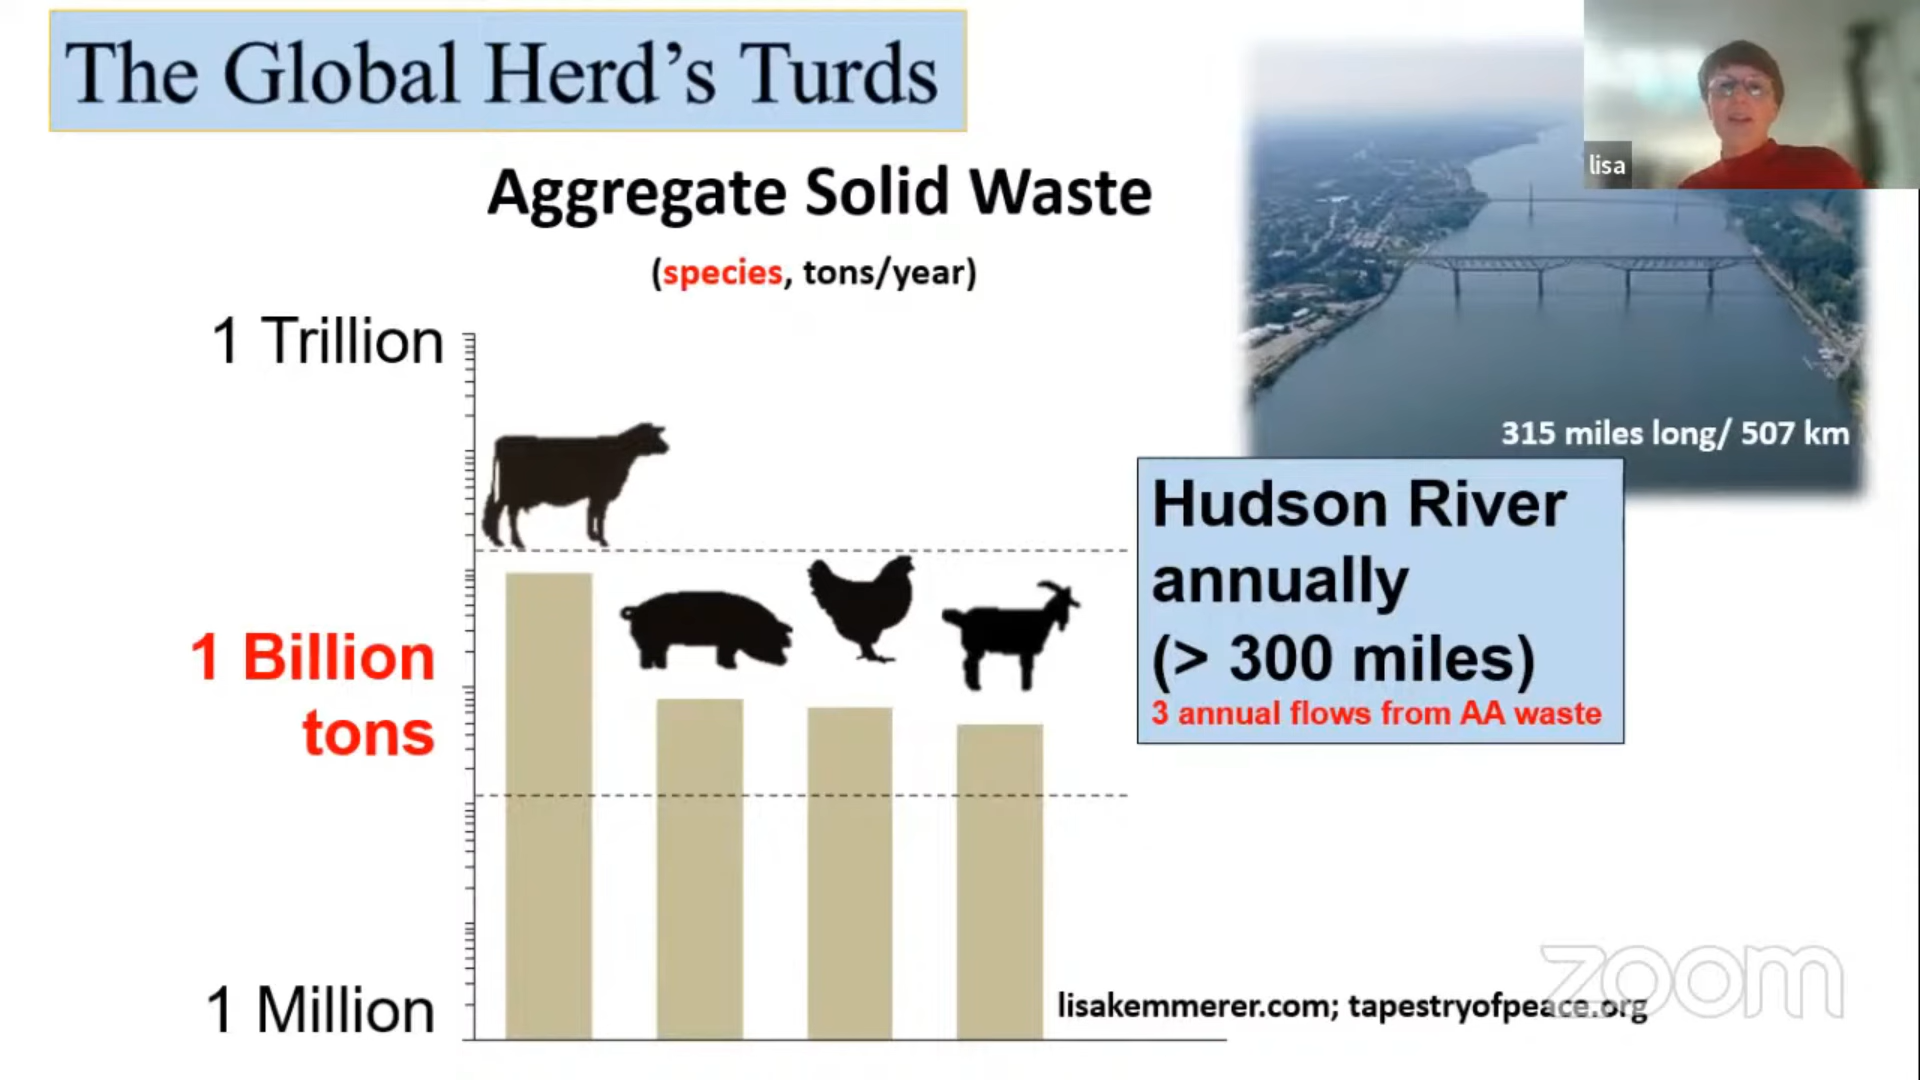 The Global Herd’s Turds
lisa
Aggregate Solid Waste
(species, tons/year)
1 Trillion
315 miles long/ 507 km
Hudson River
annually
(> 300 miles)
3 annual flows from AA waste
1 Billion
tons
1 Million
lisakemmerer.com; tapestryofpeace.org
zoom